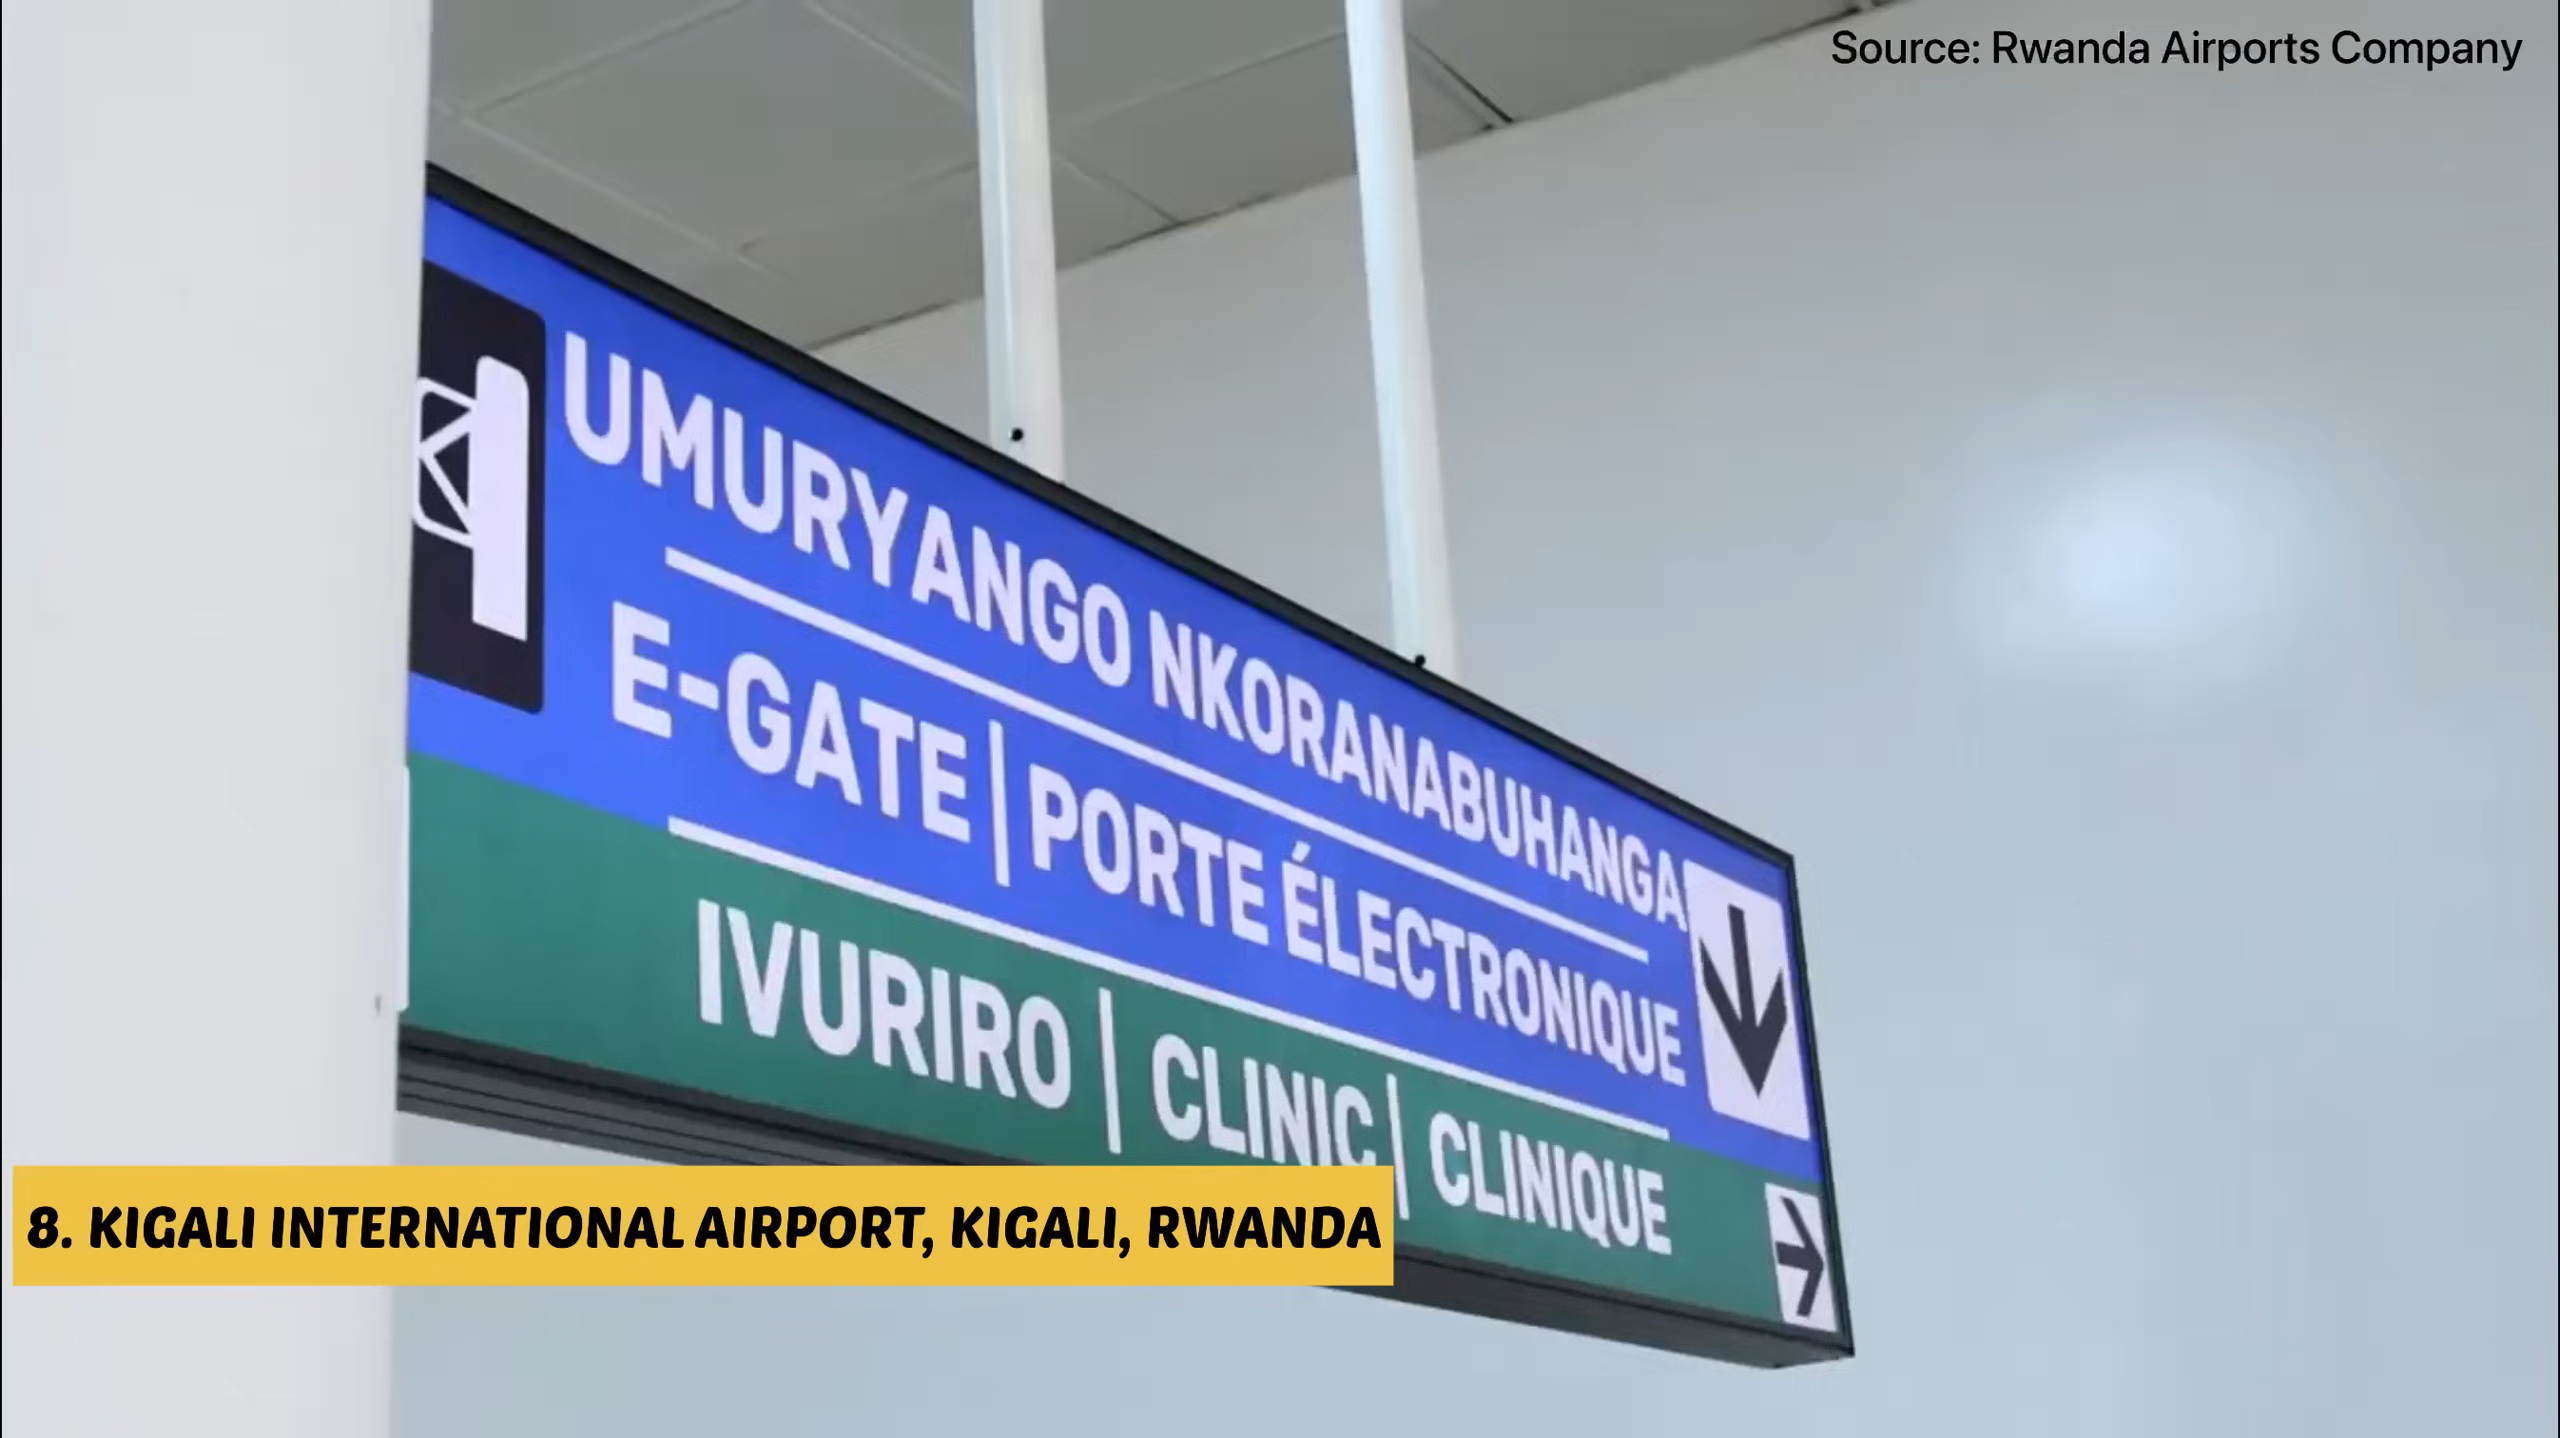 Source: Rwanda Airports Company
UMURYANGO NKORANABUHANGA
E-GATE | PORTE ÉLECTRONIQUE
IVURIRO | CLINIC | CLINIQUE
8. KIGALI INTERNATIONAL AIRPORT, KIGALI, RWANDA